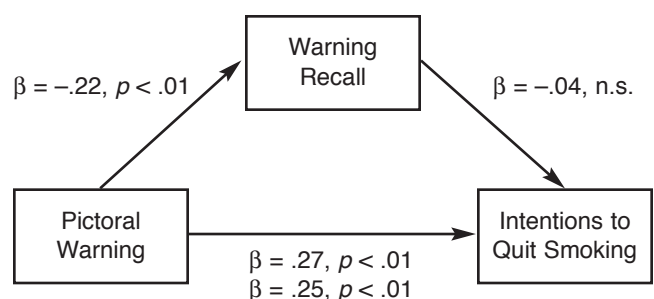 Warning
Recall
β = –.22, p < .01
β = –.04, n.s.
Pictoral
Warning
Intentions to
Quit Smoking
β = .27, p < .01
β = .25, p < .01